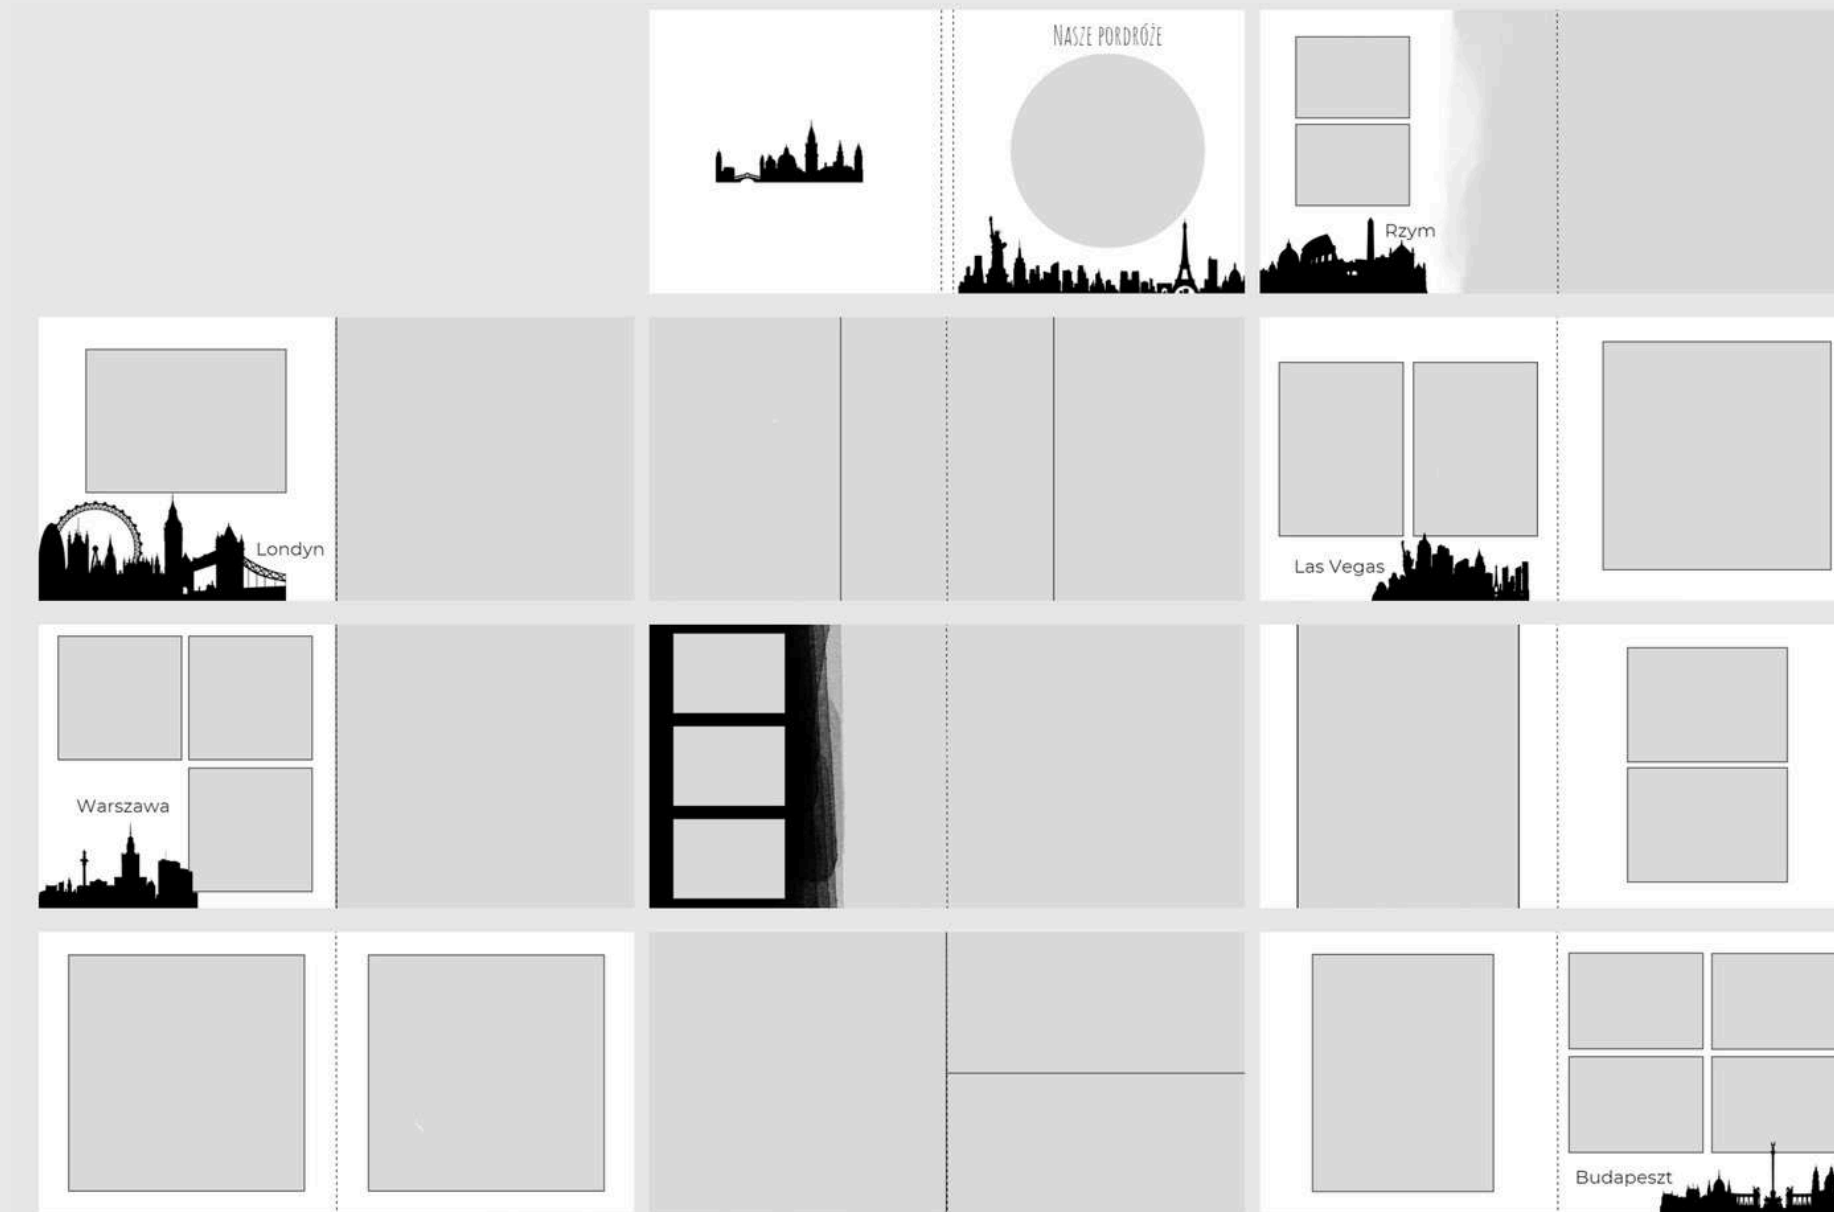 NASZE PORDRÓŻE
Rzym
Londyn
Las Vegas
Warszawa
Budapeszt